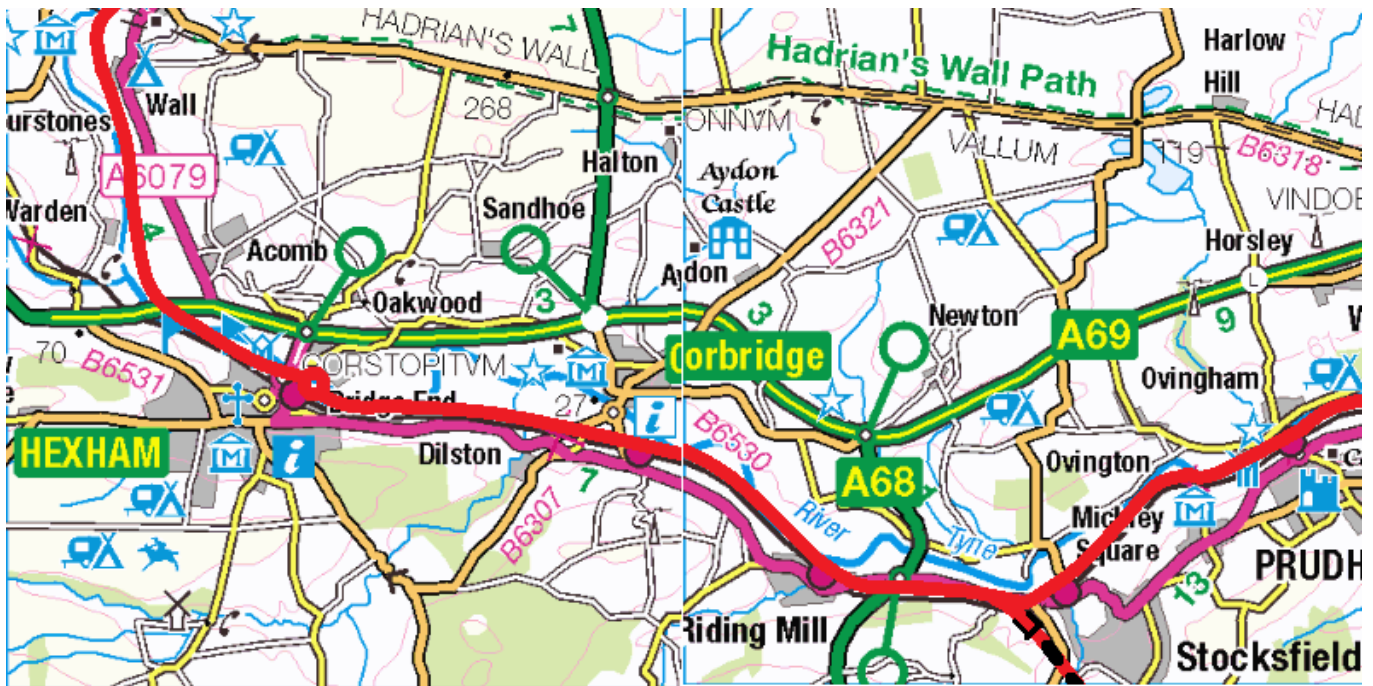 HADRIAN'S WALL
Hadrian's Wall Path
Harlow
Hill
Wall
268
ONNVM
VALLUM
119
B6318
urstones
A6079
Halton
Aydon
Castle
VINDOB
Warden
Sandhoe
B6321
Horsley
4
Acomb
Aydon
L
Oakwood
3
3
Newton
A69
9
70
B6531
CORSTOPITVM
Corbridge
Ovingham
Bridge End
27
i
HEXHAM
i
Dilston
7
B6530
A68
Ovington
B6307
River
Tyne
Mickley
Square
PRUDH
13
Riding Mill
Stocksfield